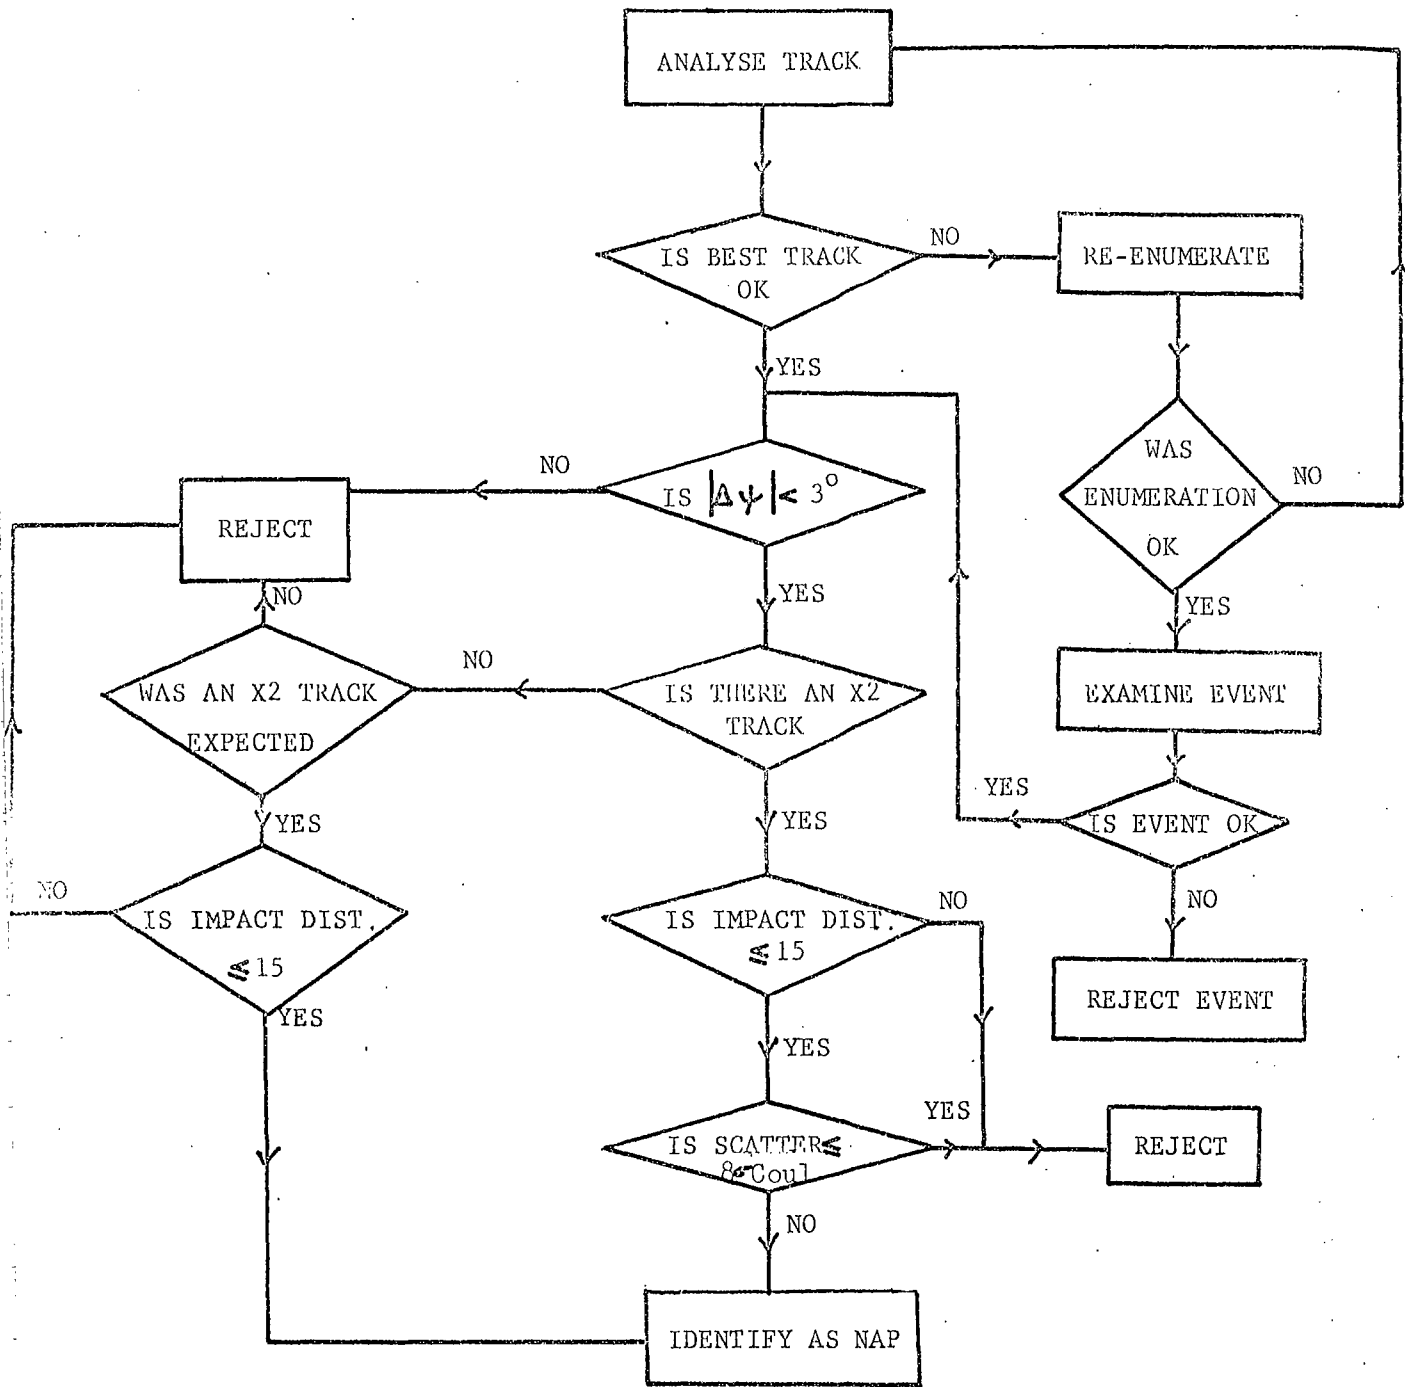 ANALYSE TRACK
IS BEST TRACK
OK
NO
RE-ENUMERATE
YES
WAS
ENUMERATION
OK
NO
NO
IS |Δψ| < 3°
REJECT
YES
NO
YES
EXAMINE EVENT
WAS AN X2 TRACK
EXPECTED
NO
IS THERE AN X2
TRACK
YES
IS EVENT OK
YES
YES
NO
IS IMPACT DIST.
≤ 15
IS IMPACT DIST.
≤ 15
NO
NO
REJECT EVENT
YES
YES
IS SCATTER ≤
8σCoul
YES
REJECT
NO
IDENTIFY AS NAP